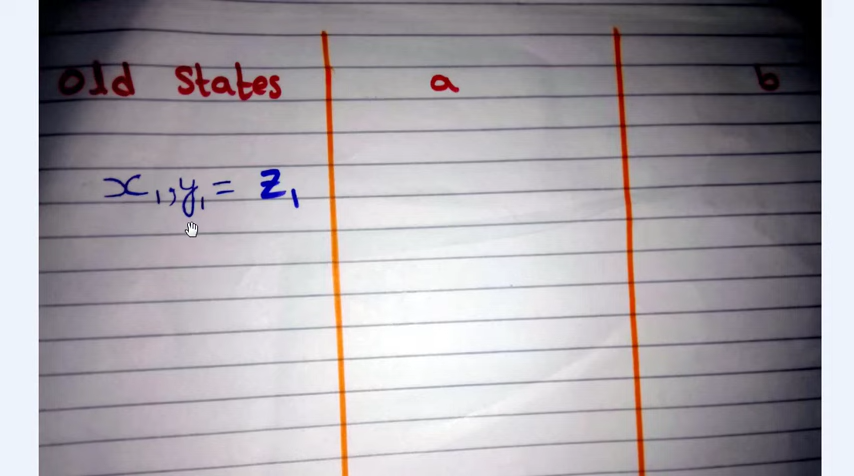 Old States a b
x₁,y₁ = z₁